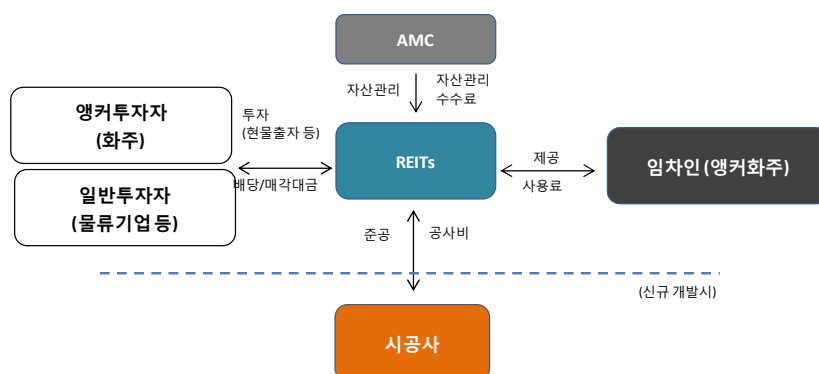 AMC
자산관리
자산관리
수수료
앵커투자자
(화주)
투자
(현물출자 등)
REITs
제공
사용료
임차인(앵커화주)
배당/매각대금
일반투자자
(물류기업 등)
준공
공사비
(신규 개발시)
시공사